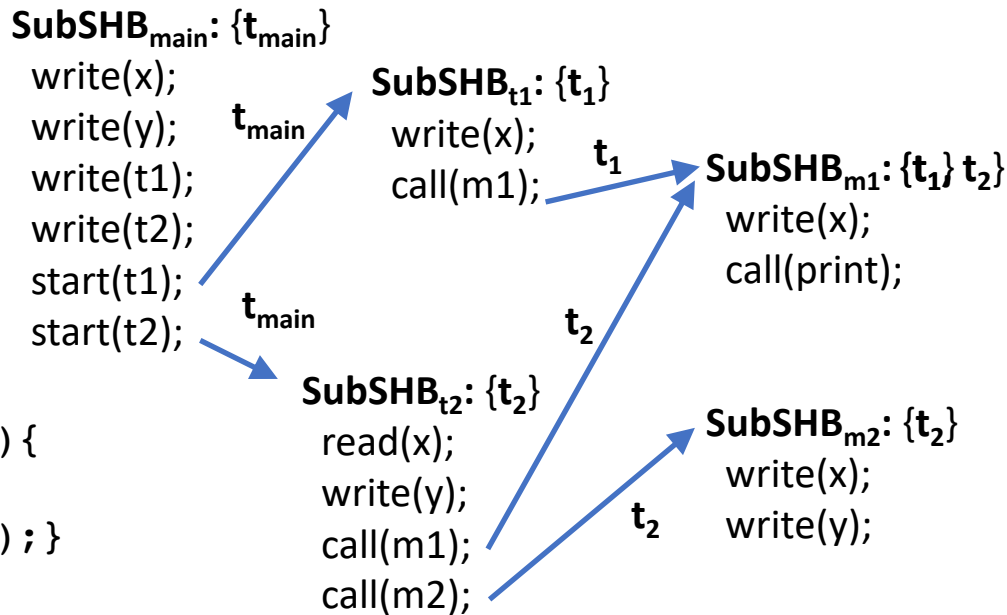 SubSHBmain: {tmain}
write(x);
write(y);
write(t1);
write(t2);
start(t1);
start(t2);
tmain
tmain
SubSHBt1: {t1}
write(x);
call(m1);
t1
SubSHBm1: {t1} t2}
write(x);
call(print);
t2
SubSHBt2: {t2}
read(x);
write(y);
call(m1);
call(m2);
t2
SubSHBm2: {t2}
write(x);
write(y);
){
);}